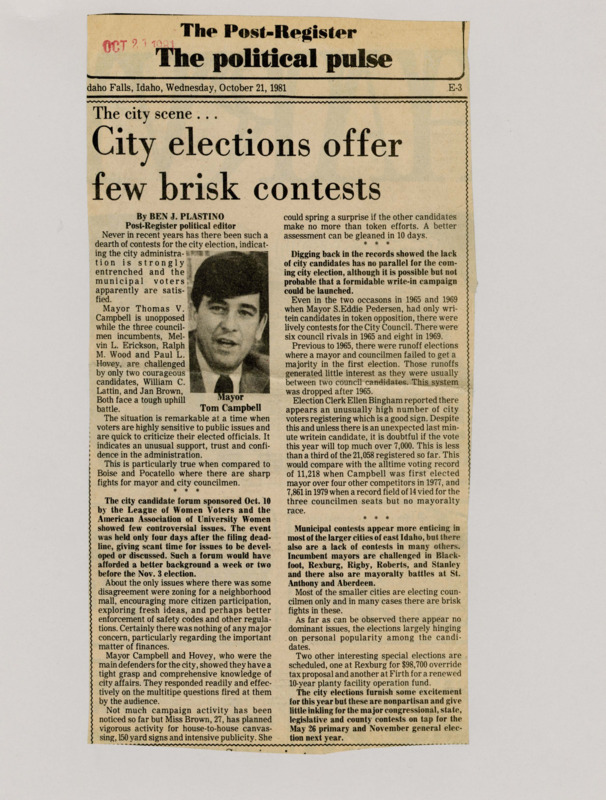 The Post-Register
OCT 21 1981
The political pulse
daho Falls, Idaho, Wednesday, October 21, 1981 E-3
The city scene . . .
City elections offer
few brisk contests
By BEN J. PLASTINO
Post-Register political editor
Never in recent years has there been such a
dearth of contests for the city election, indicat-
ing the city administra-
tion is strongly
entrenched and the
municipal voters
apparently are satis-
fied.
Mayor Thomas V.
Campbell is unopposed
while the three council-
men incumbents, Mel-
vin L. Erickson, Ralph
M. Wood and Paul L.
Hovey, are challenged
by only two courageous
candidates, William C.
Lattin, and Jan Brown,
Both face a tough uphill
battle.
Mayor
Tom Campbell
The situation is remarkable at a time when
voters are highly sensitive to public issues and
are quick to criticize their elected officials. It
indicates an unusual support, trust and confi-
dence in the administration.
This is particularly true when compared to
Boise and Pocatello where there are sharp
fights for mayor and city councilmen.
* * *
The city candidate forum sponsored Oct. 10
by the League of Women Voters and the
American Association of University Women
showed few controversial issues. The event
was held only four days after the filing dead-
line, giving scant time for issues to be devel-
oped or discussed. Such a forum would have
afforded a better background a week or two
before the Nov. 3 election.
About the only issues where there was some
disagreement were zoning for a neighborhood
mall, encouraging more citizen participation,
exploring fresh ideas, and perhaps better
enforcement of safety codes and other regula-
tions. Certainly there was nothing of any major
concern, particularly regarding the important
matter of finances.
Mayor Campbell and Hovey, who were the
main defenders for the city, showed they have a
tight grasp and comprehensive knowledge of
city affairs. They responded readily and effec-
tively on the multitipe questions fired at them
by the audience.
Not much campaign activity has been
noticed so far but Miss Brown, 27, has planned
vigorous activity for house-to-house canvas-
sing, 150 yard signs and intensive publicity. She
could spring a surprise if the other candidates
make no more than token efforts. A better
assessment can be gleaned in 10 days.
* * *
Digging back in the records showed the lack
of city candidates has no parallel for the com-
ing city election, although it is possible but not
probable that a formidable write-in campaign
could be launched.
Even in the two occasons in 1965 and 1969
when Mayor S.Eddie Pedersen, had only wri-
tein candidates in token opposition, there were
lively contests for the City Council. There were
six council rivals in 1965 and eight in 1969.
Previous to 1965, there were runoff elections
where a mayor and councilmen failed to get a
majority in the first election. Those runoffs
generated little interest as they were usually
between two council candidates. This system
was dropped after 1965.
Election Clerk Ellen Bingham reported there
appears an unusually high number of city
voters registering which is a good sign. Despite
this and unless there is an unexpected last min-
ute writein candidate, it is doubtful if the vote
this year will top much over 7,000. This is less
than a third of the 21,058 registered so far. This
would compare with the alltime voting record
of 11,218 when Campbell was first elected
mayor over four other competitors in 1977, and
7,861 in 1979 when a record field of 14 vied for the
three councilmen seats but no mayoralty
race.
* * *
Municipal contests appear more enticing in
most of the larger cities of east Idaho, but there
also are a lack of contests in many others.
Incumbent mayors are challenged in Black-
foot, Rexburg, Rigby, Roberts, and Stanley
and there also are mayoralty battles at St.
Anthony and Aberdeen.
Most of the smaller cities are electing coun-
cilmen only and in many cases there are brisk
fights in these.
As far as can be observed there appear no
dominant issues, the elections largely hinging
on personal popularity among the candi-
dates.
Two other interesting special elections are
scheduled, one at Rexburg for $98,700 override
tax proposal and another at Firth for a renewed
10-year planty facility operation fund.
The city elections furnish some excitement
for this year but these are nonpartisan and give
little inkling for the major congressional, state,
legislative and county contests on tap for the
May 26 primary and November general elec-
tion next year.